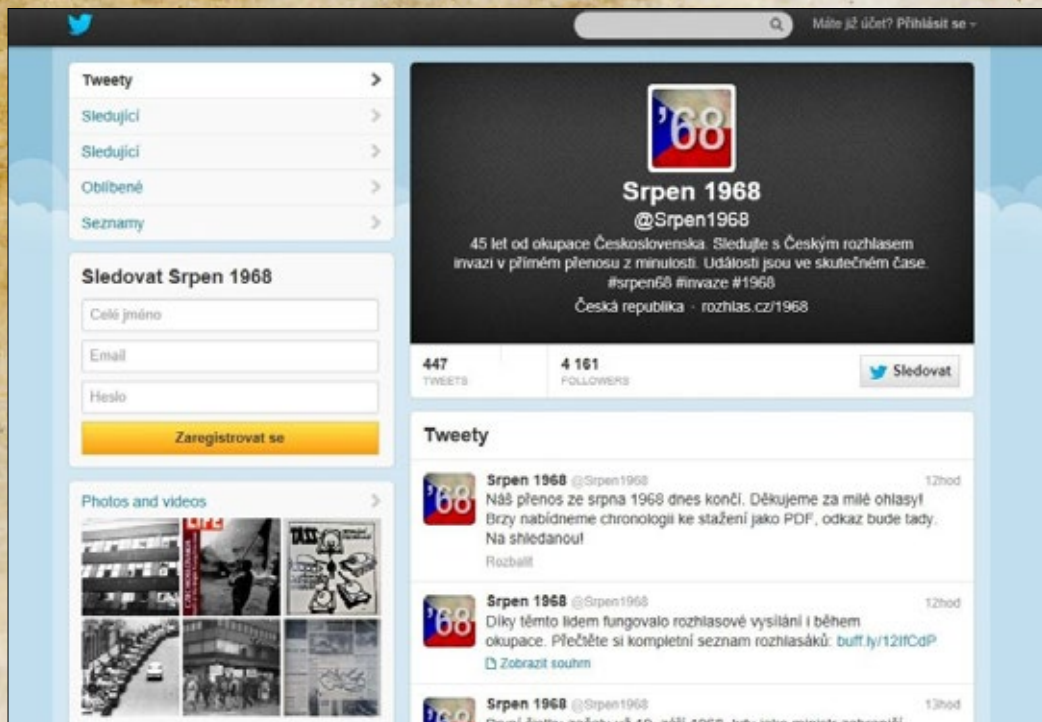 Máte již účet? Přihlásit se
Tweety
Sledující
Sledující
Oblíbené
Seznamy
Sledovat Srpen 1968
Celé jméno
Email
Heslo
Zaregistrovat se
Photos and videos
LIFE
TASS
'68
Srpen 1968
@Srpen1968
45 let od okupace Československa. Sledujte s Českým rozhlasem
invazi v přímém přenosu z minulosti. Události jsou ve skutečném čase.
#srpen68 #invaze #1968
Česká republika · rozhlas.cz/1968
447
TWEETS
4 161
FOLLOWERS
Sledovat
Tweety
'68
Srpen 1968 @Srpen1968 12hod
Náš přenos ze srpna 1968 dnes končí. Děkujeme za milé ohlasy!
Brzy nabídneme chronologii ke stažení jako PDF, odkaz bude tady.
Na shledanou!
Rozbalit
'68
Srpen 1968 @Srpen1968 12hod
Díky těmto lidem fungovalo rozhlasové vysílání i během
okupace. Přečtěte si kompletní seznam rozhlasáků: buff.ly/12IfCdP
Zobrazit souhrn
'68
Srpen 1968 @Srpen1968 13hod